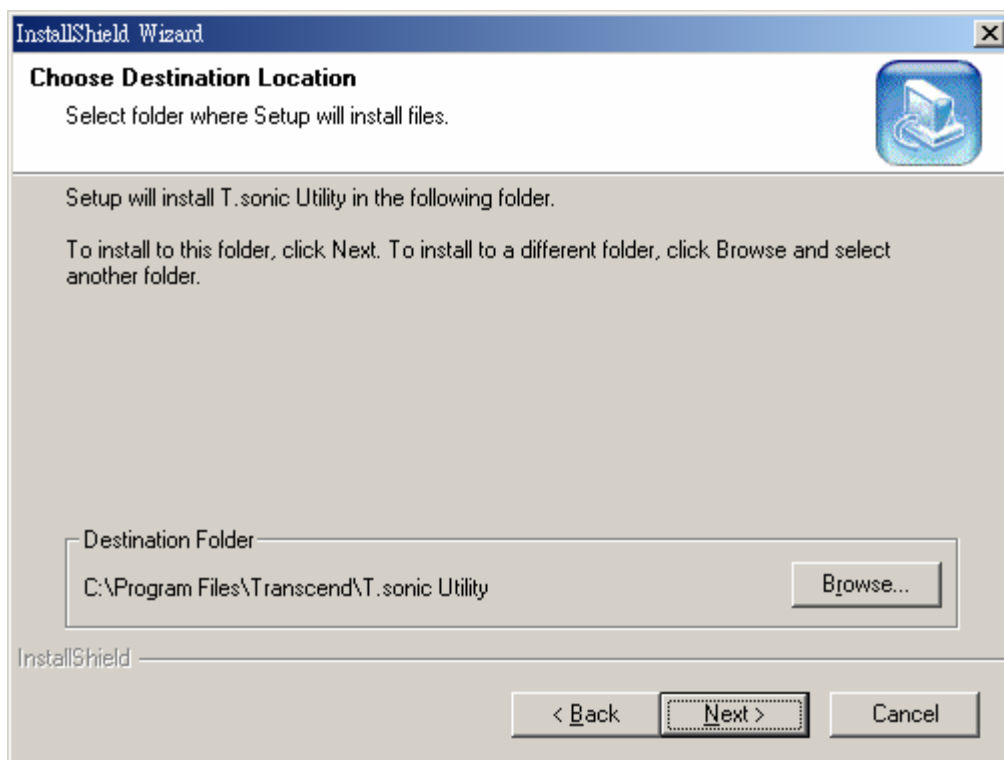 InstallShield Wizard
Choose Destination Location
Select folder where Setup will install files.
Setup will install T.sonic Utility in the following folder.
To install to this folder, click Next. To install to a different folder, click Browse and select
another folder.
Destination Folder
C:\Program Files\Transcend\T.sonic Utility
Browse...
InstallShield
< Back
Next >
Cancel